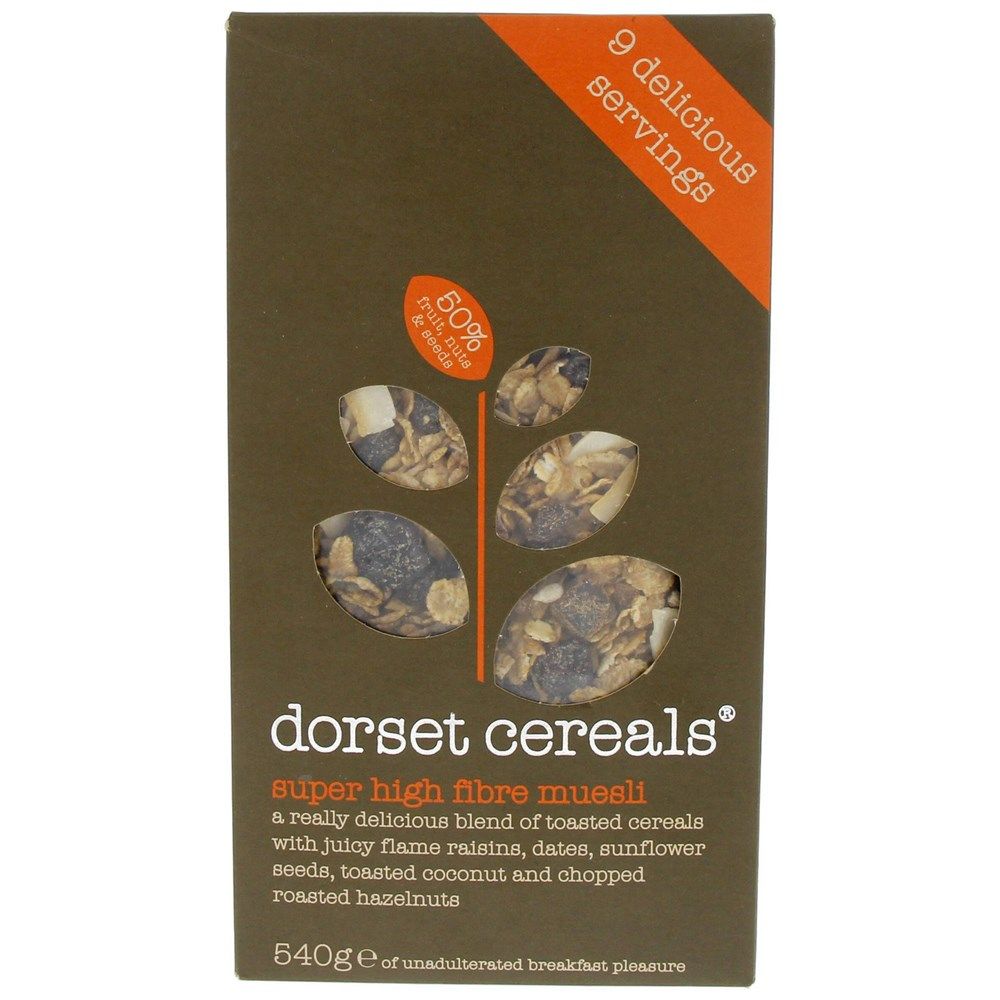 9 delicious
servings
50%
fruit, nuts
& seeds
dorset cereals®
super high fibre muesli
a really delicious blend of toasted cereals
with juicy flame raisins, dates, sunflower
seeds, toasted coconut and chopped
roasted hazelnuts
540g℮ of unadulterated breakfast pleasure